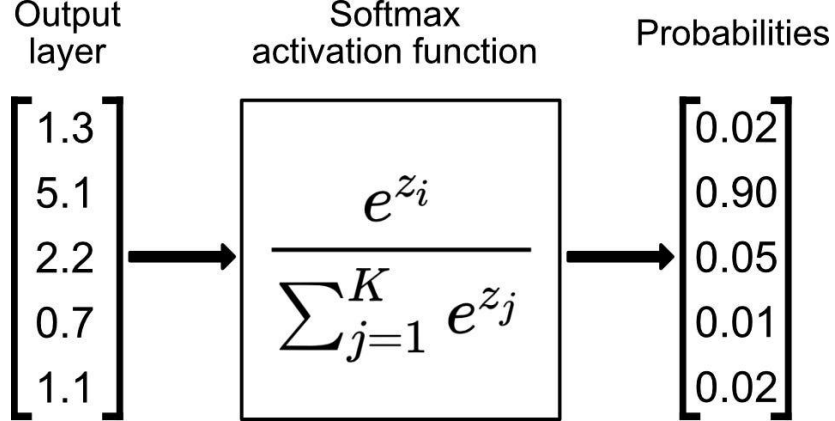 Output
layer
1.3
5.1
2.2
0.7
1.1
Softmax
activation function
e^{z_i}
∑_{j=1}^{K} e^{z_j}
Probabilities
0.02
0.90
0.05
0.01
0.02